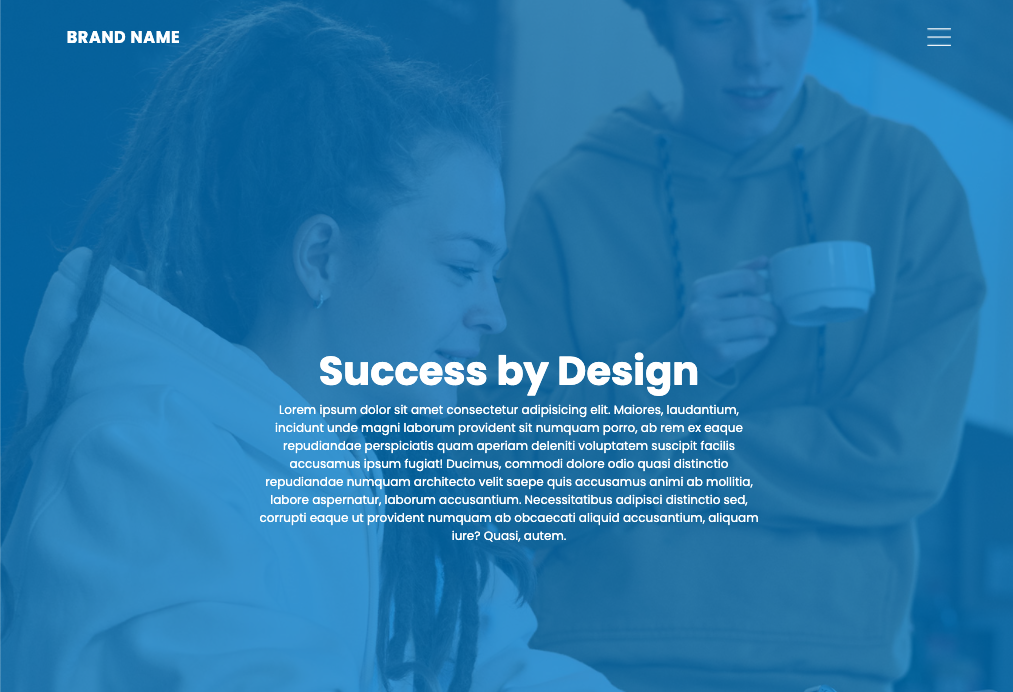 BRAND NAME
Success by Design
Lorem ipsum dolor sit amet consectetur adipisicing elit. Maiores, laudantium,
incidunt unde magni laborum provident sit numquam porro, ab rem ex eaque
repudiandae perspiciatis quam aperiam deleniti voluptatem suscipit facilis
accusamus ipsum fugiat! Ducimus, commodi dolore odio quasi distinctio
repudiandae numquam architecto velit saepe quis accusamus animi ab mollitia,
labore aspernatur, laborum accusantium. Necessitatibus adipisci distinctio sed,
corrupti eaque ut provident numquam ab obcaecati aliquid accusantium, aliquam
iure? Quasi, autem.